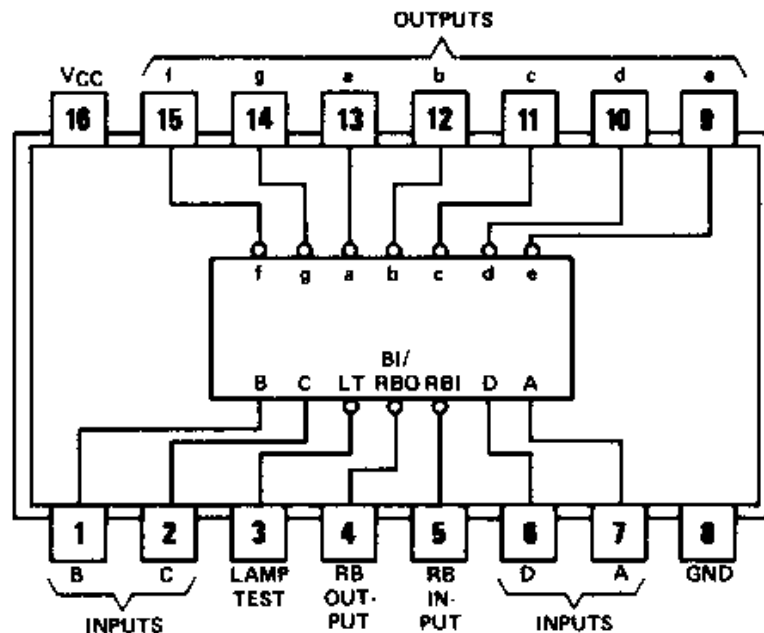 OUTPUTS
VCC f g a b c d e
16 15 14 13 12 11 10 9
f g a b c d e
BI/
B C LT RBO RBI D A
1 2 3 4 5 6 7 8
B C LAMP RB RB D A GND
TEST OUT- IN-
PUT PUT
INPUTS INPUTS